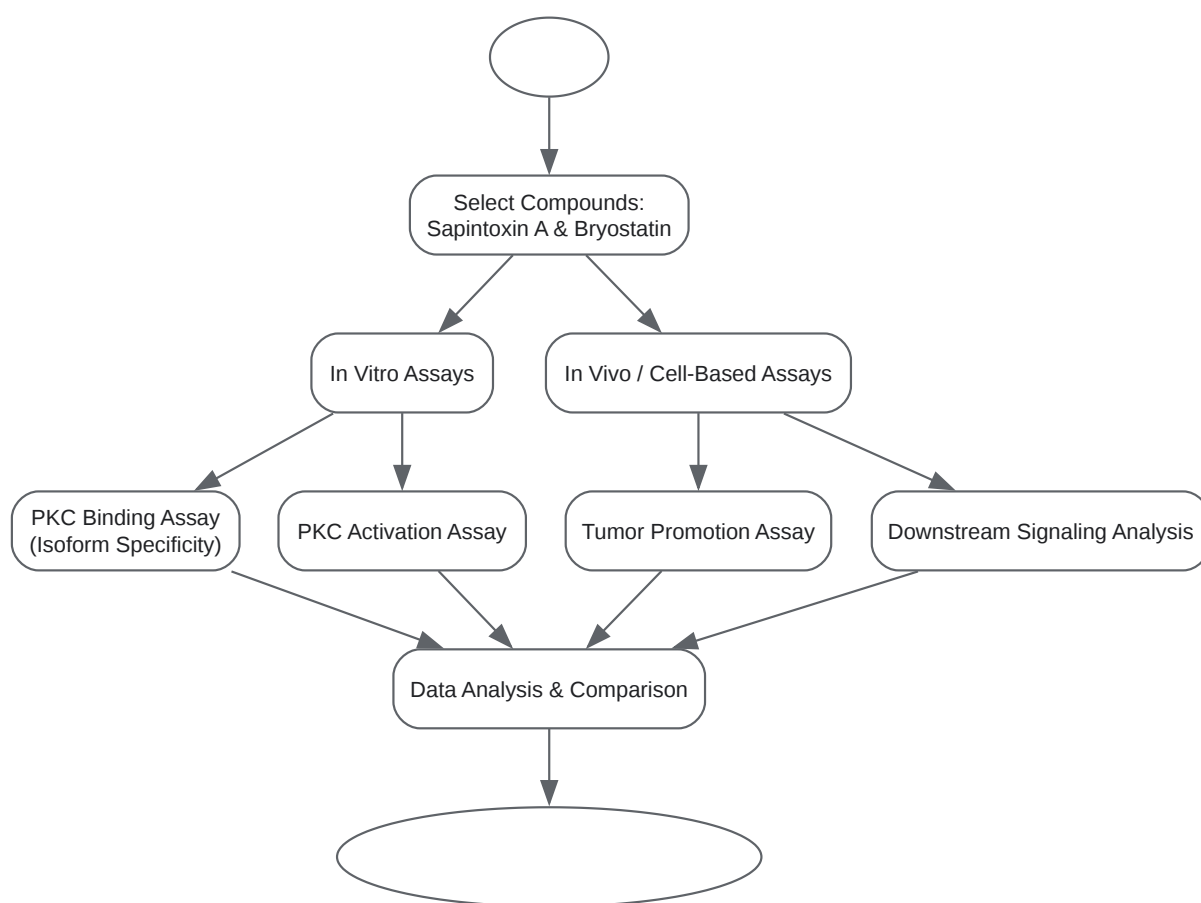 Select Compounds:
Sapintoxin A & Bryostatin
In Vitro Assays
In Vivo / Cell-Based Assays
PKC Binding Assay
(Isoform Specificity)
PKC Activation Assay
Tumor Promotion Assay
Downstream Signaling Analysis
Data Analysis & Comparison